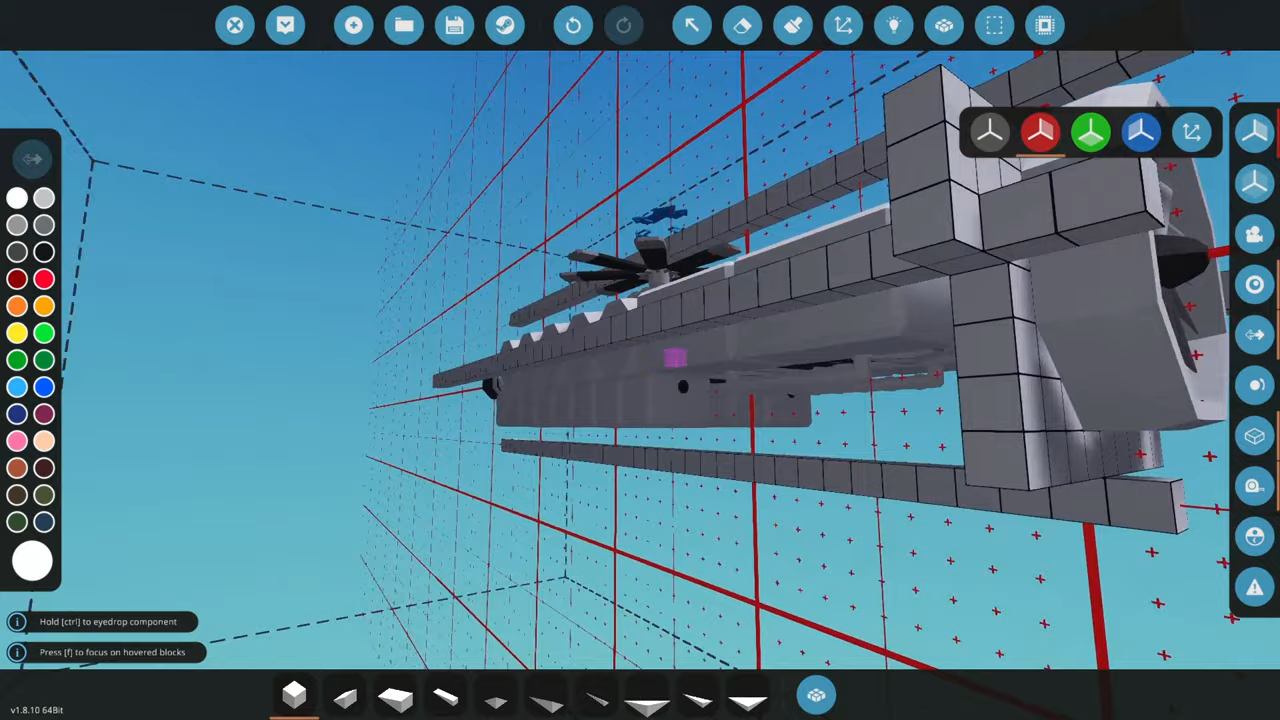 Hold [ctrl] to eyedrop component
Press [f] to focus on hovered blocks
v1.8.10 64Bit